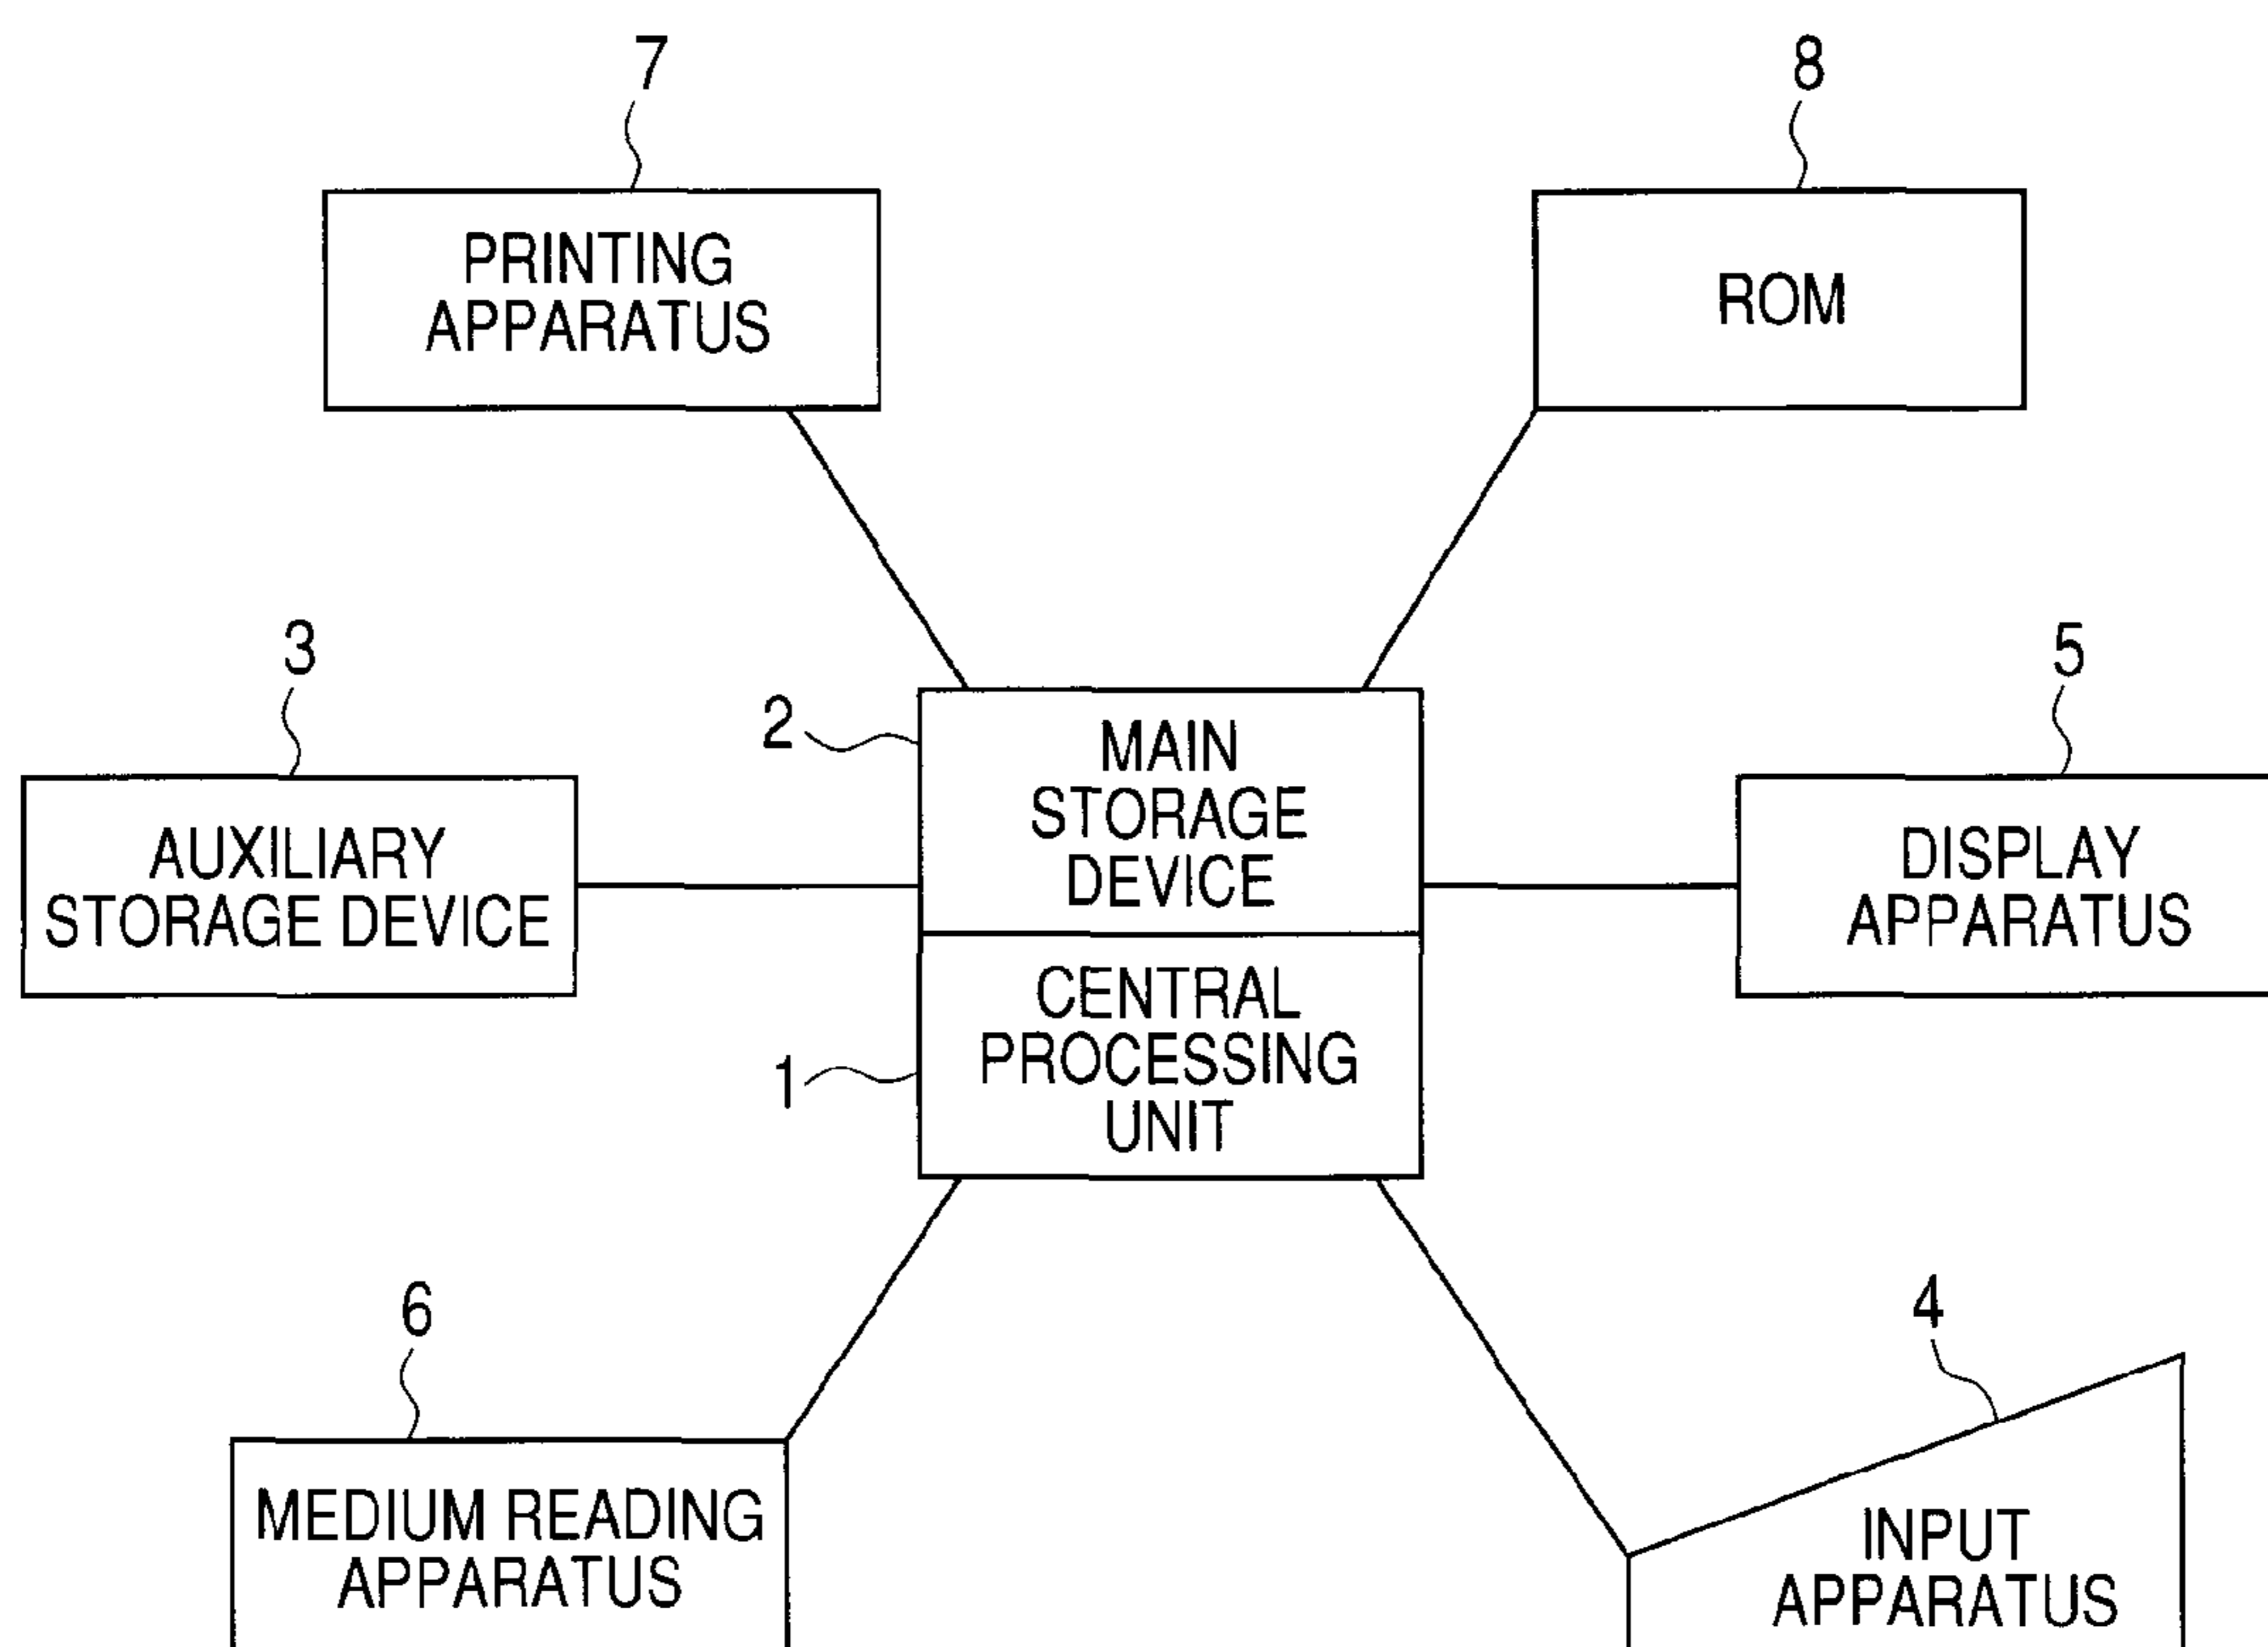 7
8
PRINTING
APPARATUS
ROM
3
5
2
MAIN
STORAGE
DEVICE
AUXILIARY
STORAGE DEVICE
DISPLAY
APPARATUS
1
CENTRAL
PROCESSING
UNIT
6
4
MEDIUM READING
APPARATUS
INPUT
APPARATUS